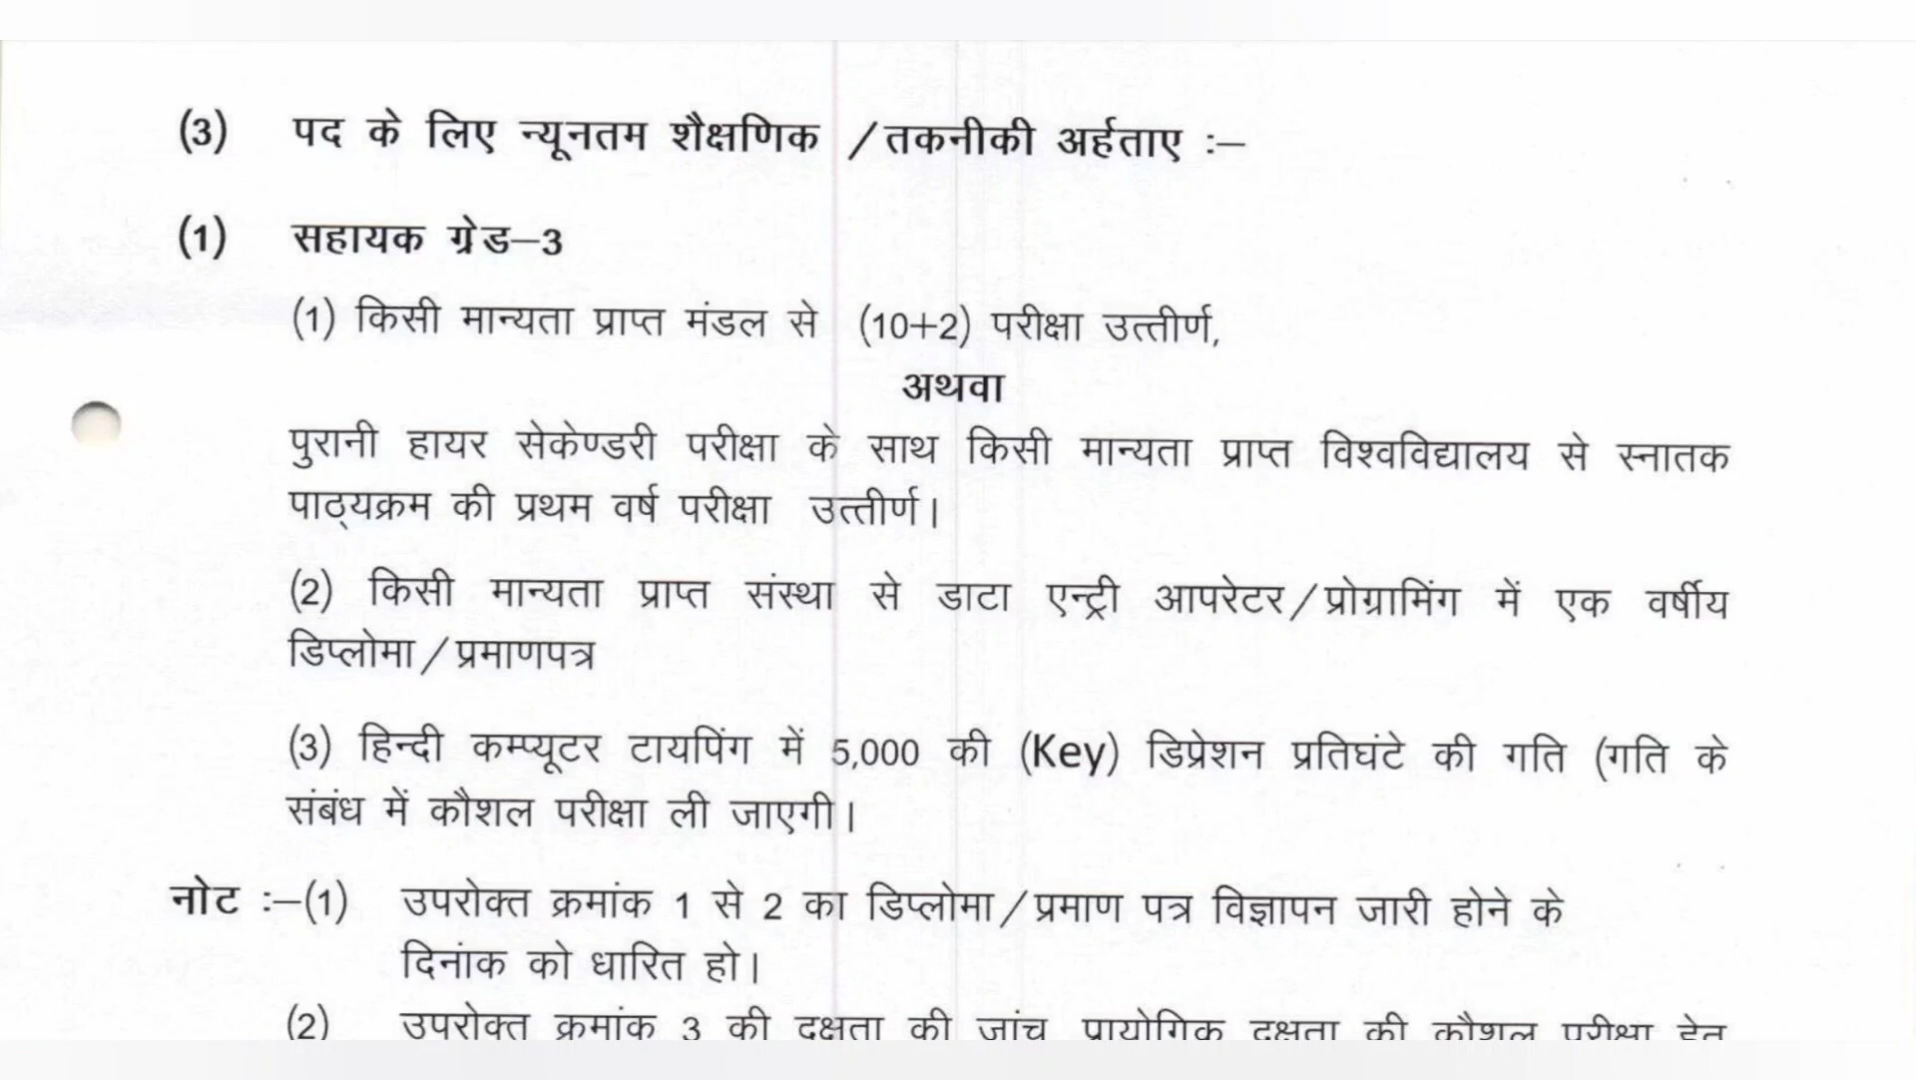 (3) पद के लिए न्यूनतम शैक्षणिक /तकनीकी अर्हताए :–
(1) सहायक ग्रेड–3
(1) किसी मान्यता प्राप्त मंडल से (10+2) परीक्षा उत्तीर्ण,
अथवा
पुरानी हायर सेकेण्डरी परीक्षा के साथ किसी मान्यता प्राप्त विश्वविद्यालय से स्नातक
पाठ्यक्रम की प्रथम वर्ष परीक्षा उत्तीर्ण।
(2) किसी मान्यता प्राप्त संस्था से डाटा एन्ट्री आपरेटर/प्रोग्रामिंग में एक वर्षीय
डिप्लोमा/प्रमाणपत्र
(3) हिन्दी कम्प्यूटर टायपिंग में 5,000 की (Key) डिप्रेशन प्रतिघंटे की गति (गति के
संबंध में कौशल परीक्षा ली जाएगी।
नोट :–(1) उपरोक्त क्रमांक 1 से 2 का डिप्लोमा/प्रमाण पत्र विज्ञापन जारी होने के
दिनांक को धारित हो।
(2) उपरोक्त क्रमांक 3 की दक्षता की जांच प्रायोगिक दक्षता की कौशल परीक्षा हेतु